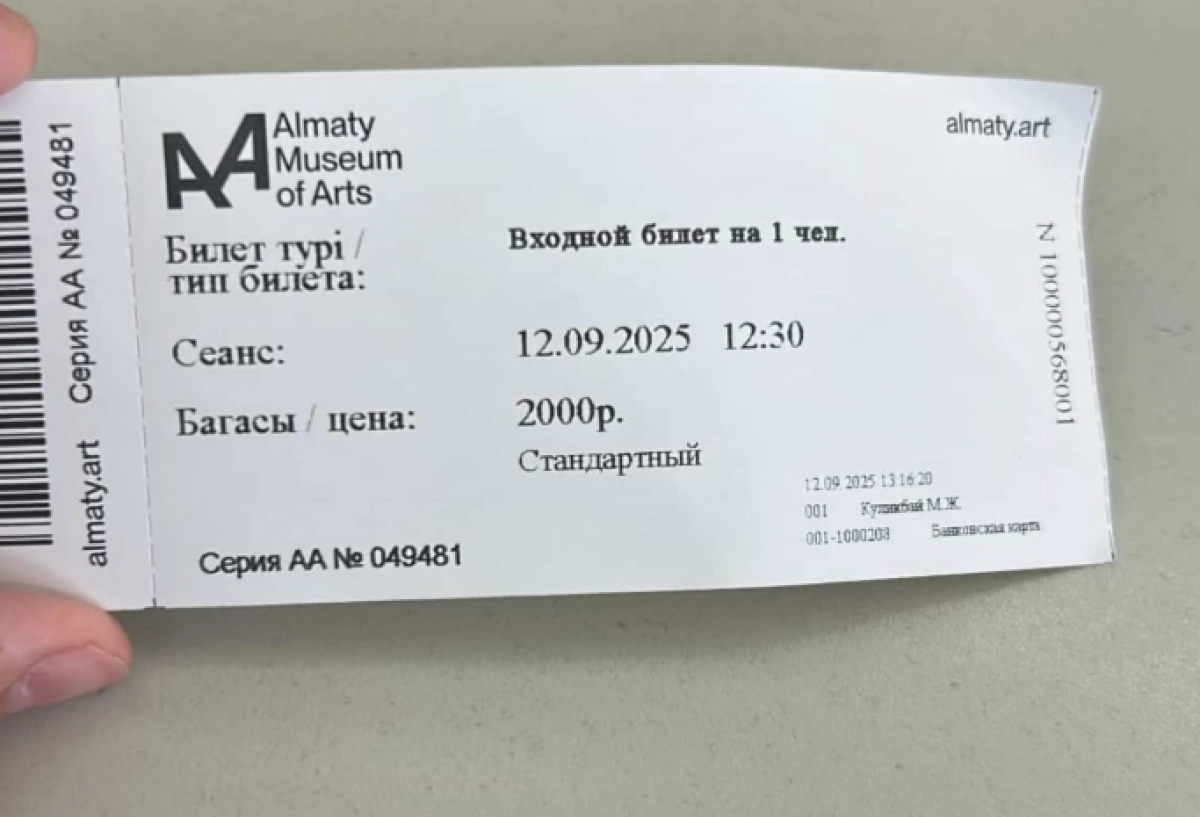 almaty.art Серия АА № 049481
Almaty
Museum
of Arts
almaty.art
Билет түрі /
тип билета:
Входной билет на 1 чел.
Сеанс: 12.09.2025 12:30
Багасы / цена: 2000р.
Стандартный
12.09 2025 13:16:20
001 М.Ж.
001-1000208 Банковская карта
Серия АА № 049481
N 10000568001